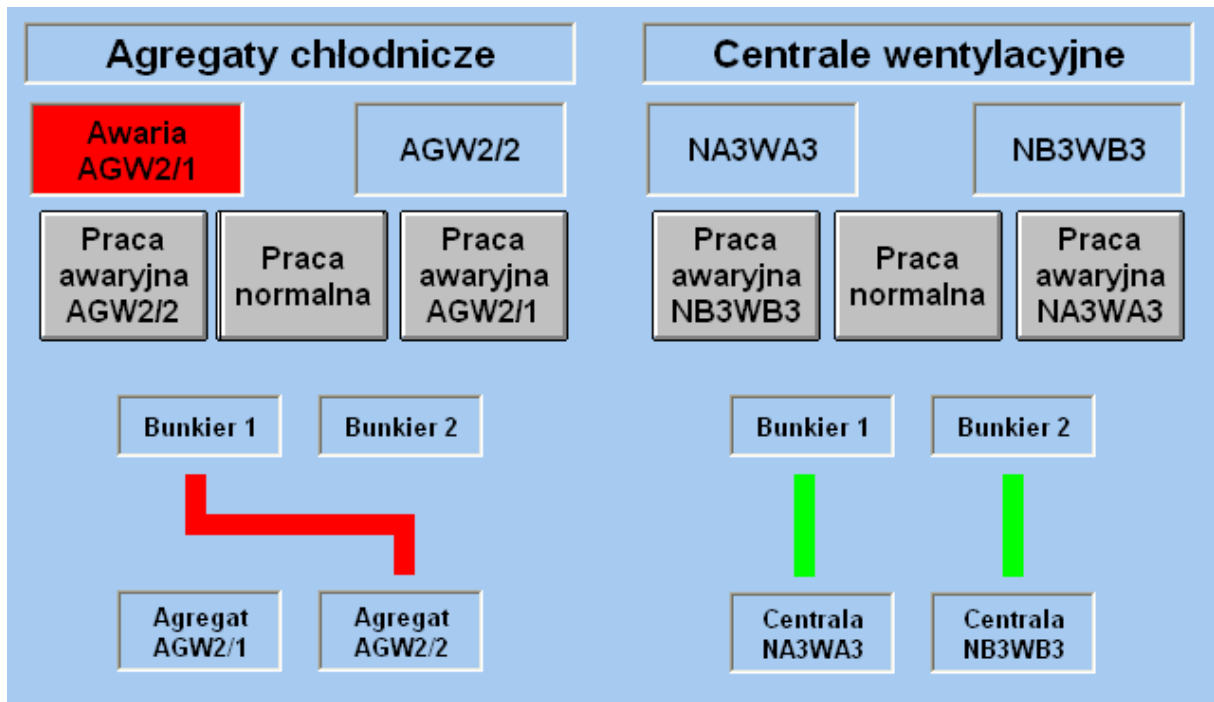 Agregaty chłodnicze
Centrale wentylacyjne
Awaria
AGW2/1
AGW2/2
NA3WA3
NB3WB3
Praca
awaryjna
AGW2/2
Praca
normalna
Praca
awaryjna
AGW2/1
Praca
awaryjna
NB3WB3
Praca
normalna
Praca
awaryjna
NA3WA3
Bunkier 1
Bunkier 2
Bunkier 1
Bunkier 2
Agregat
AGW2/1
Agregat
AGW2/2
Centrala
NA3WA3
Centrala
NB3WB3